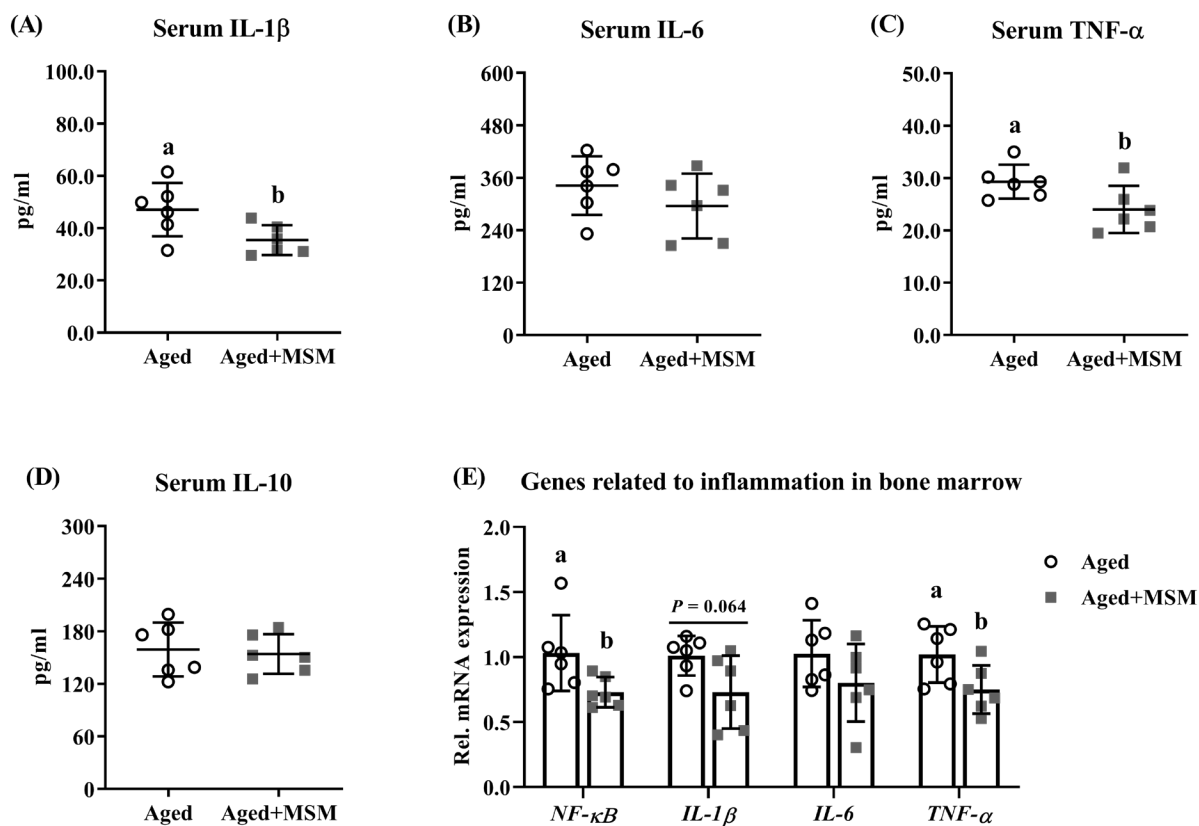 (A) Serum IL-1β
100.0
80.0
60.0
40.0
20.0
0.0
pg/ml
a
b
Aged Aged+MSM
(B) Serum IL-6
600
480
360
240
120
0
pg/ml
Aged Aged+MSM
(C) Serum TNF-α
50.0
40.0
30.0
20.0
10.0
0.0
pg/ml
a
b
Aged Aged+MSM
(D) Serum IL-10
300
240
180
120
60
0
pg/ml
Aged Aged+MSM
(E) Genes related to inflammation in bone marrow
2.0
1.5
1.0
0.5
0.0
Rel. mRNA expression
a
b
P = 0.064
a
b
NF-κB IL-1β IL-6 TNF-α
Aged
Aged+MSM